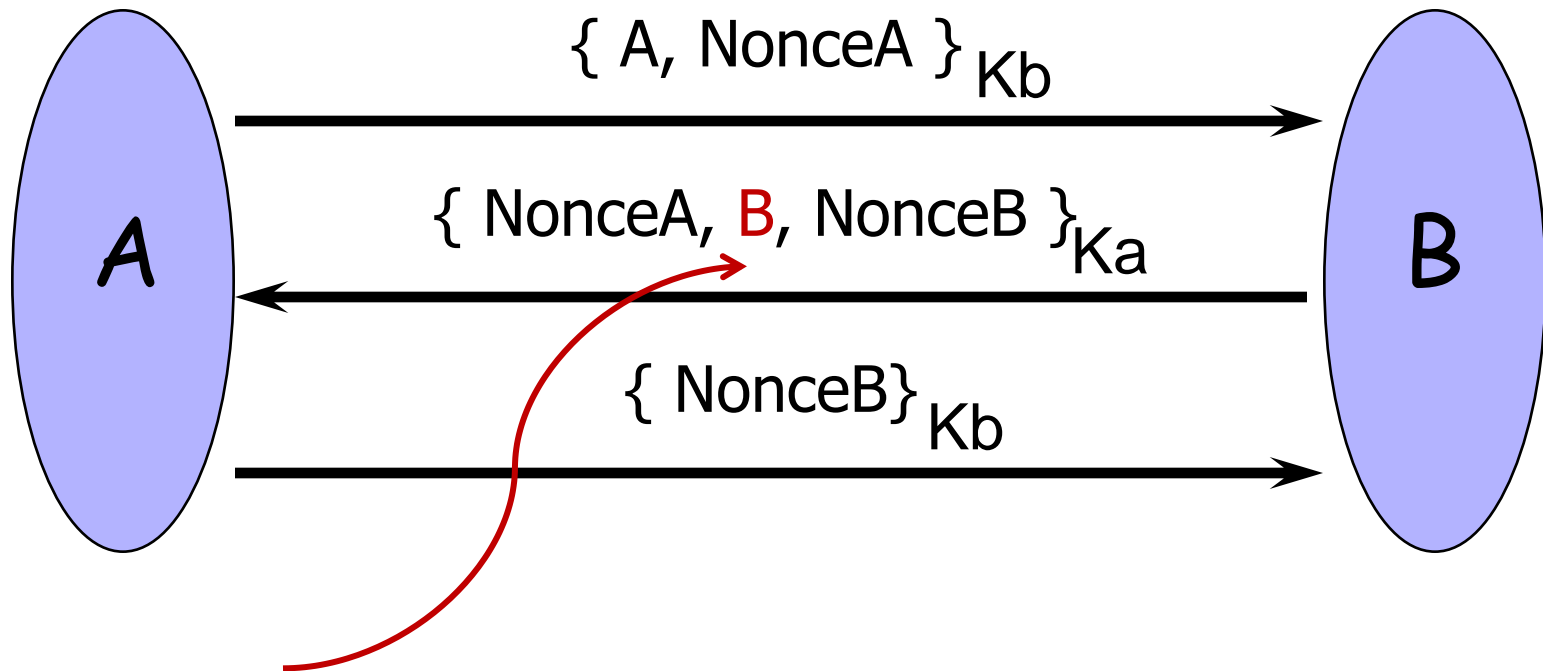 { A, NonceA }Kb
{ NonceA, B, NonceB }Ka
A
B
{ NonceB}Kb